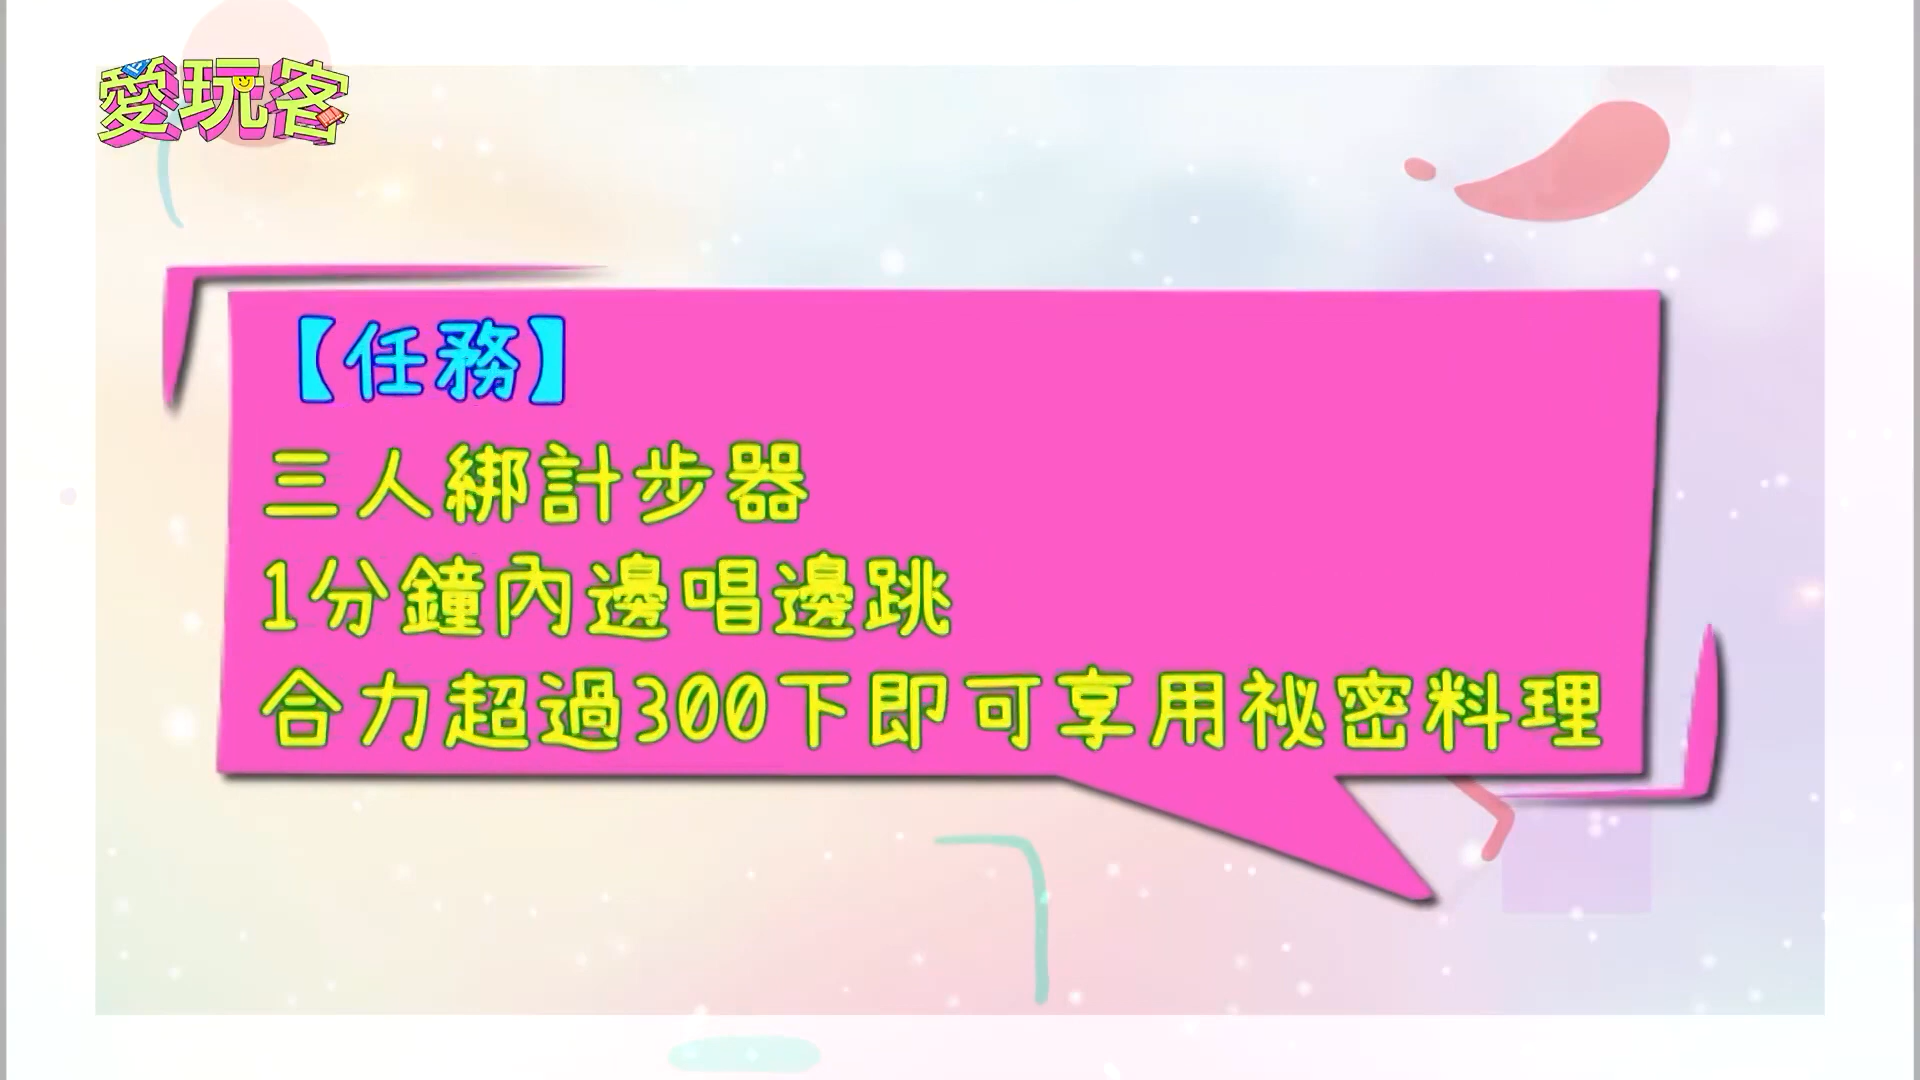 愛玩客
【任務】
三人綁計步器
1分鐘內邊唱邊跳
合力超過300下即可享用祕密料理